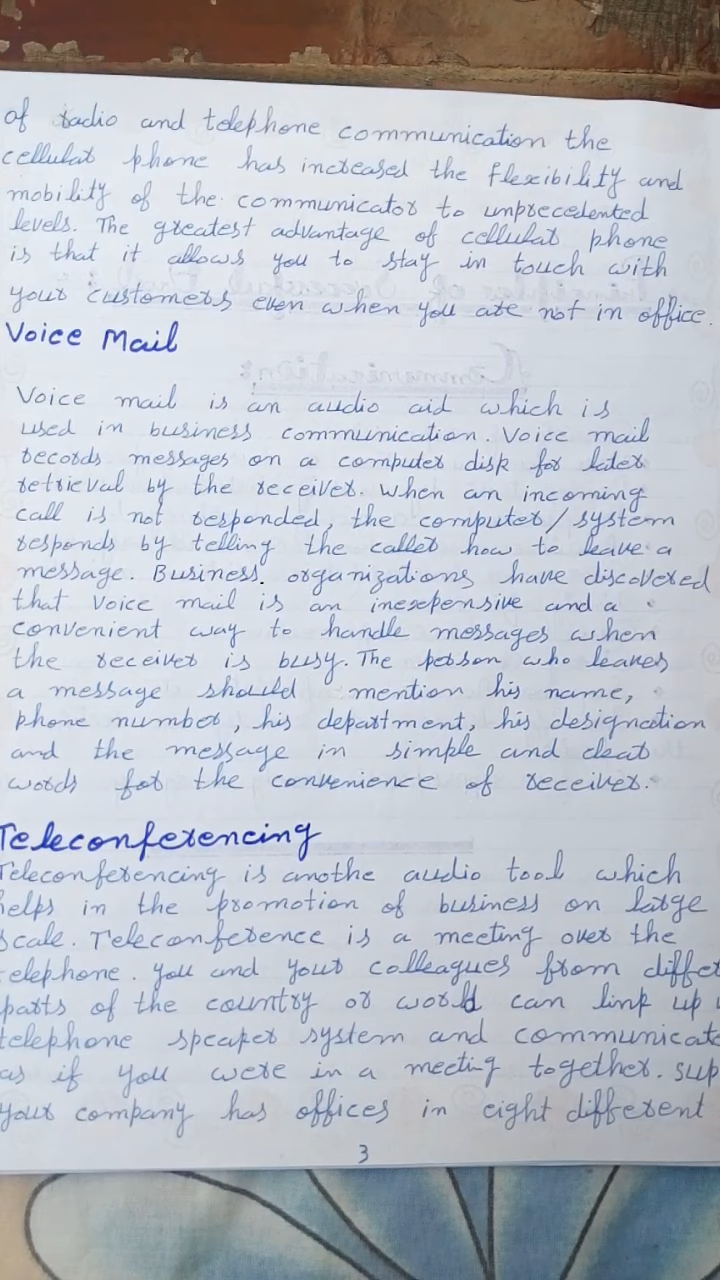 of radio and telephone communication the
cellular phone has increased the flexibility and
mobility of the communicator to unprecedented
levels. The greatest advantage of cellular phone
is that it allows you to stay in touch with
your customers even when you are not in office.
Voice Mail
Voice mail is an audio aid which is
used in business communication. Voice mail
records messages on a computer disk for later
retrieval by the receiver. When an incoming
call is not responded, the computer/system
responds by telling the caller how to leave a
message. Business organizations have discovered
that Voice mail is an inexpensive and a
convenient way to handle messages when
the receiver is busy. The person who leaves
a message should mention his name,
phone number, his department, his designation
and the message in simple and clear
words for the convenience of receiver.
Teleconferencing
Teleconferencing is anothe audio tool which
helps in the promotion of business on large
scale. Teleconference is a meeting over the
telephone. you and your colleagues from differ
parts of the country or world can link up
telephone speaker system and communicate
as if you were in a meeting together. sup
your company has offices in eight different
3